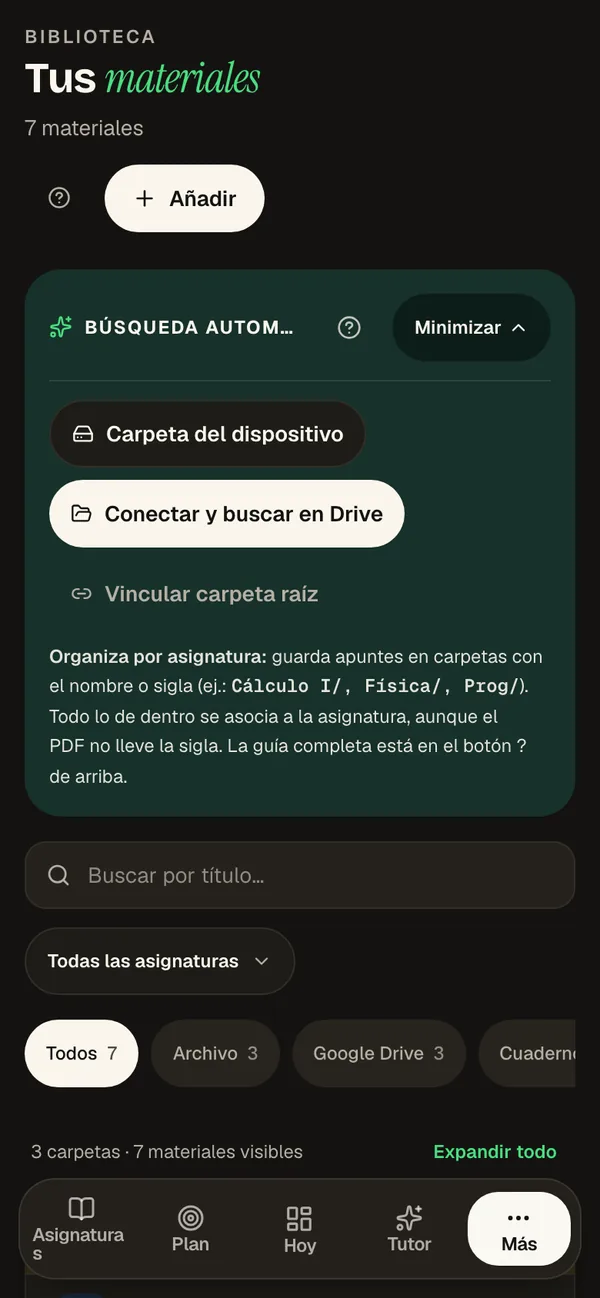 BIBLIOTECA
Tus materiales
7 materiales
? + Añadir
BÚSQUEDA AUTOM... ? Minimizar
Carpeta del dispositivo
Conectar y buscar en Drive
Vincular carpeta raíz
Organiza por asignatura: guarda apuntes en carpetas con
el nombre o sigla (ej.: Cálculo I/, Física/, Prog/).
Todo lo de dentro se asocia a la asignatura, aunque el
PDF no lleve la sigla. La guía completa está en el botón ?
de arriba.
Buscar por título...
Todas las asignaturas
Todos 7 Archivo 3 Google Drive 3 Cuadern
3 carpetas · 7 materiales visibles Expandir todo
Asignatura
s
Plan Hoy Tutor Más